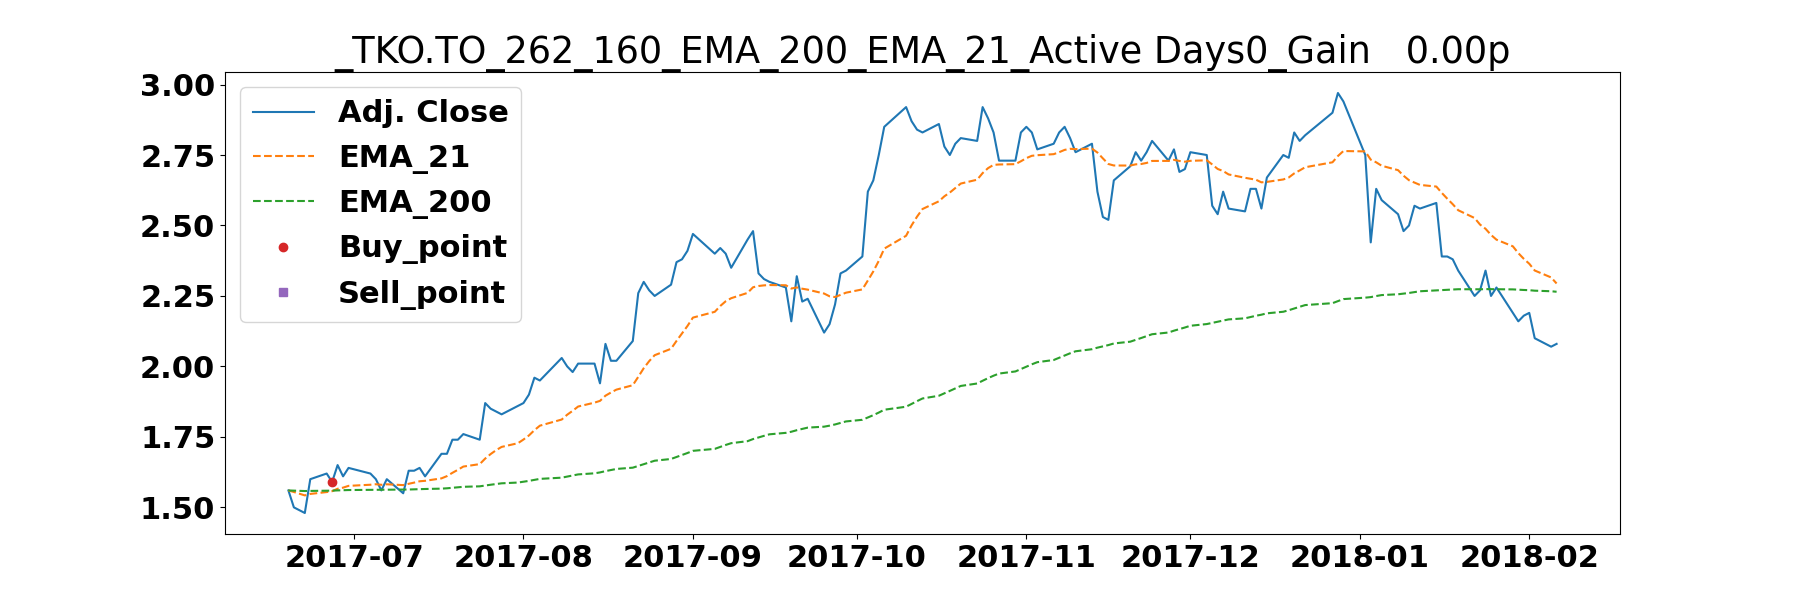 _TKO.TO_262_160_EMA_200_EMA_21_Active Days0_Gain   0.00p
3.00
2.75
2.50
2.25
2.00
1.75
1.50
Adj. Close
EMA_21
EMA_200
Buy_point
Sell_point
2017-07 2017-08 2017-09 2017-10 2017-11 2017-12 2018-01 2018-02